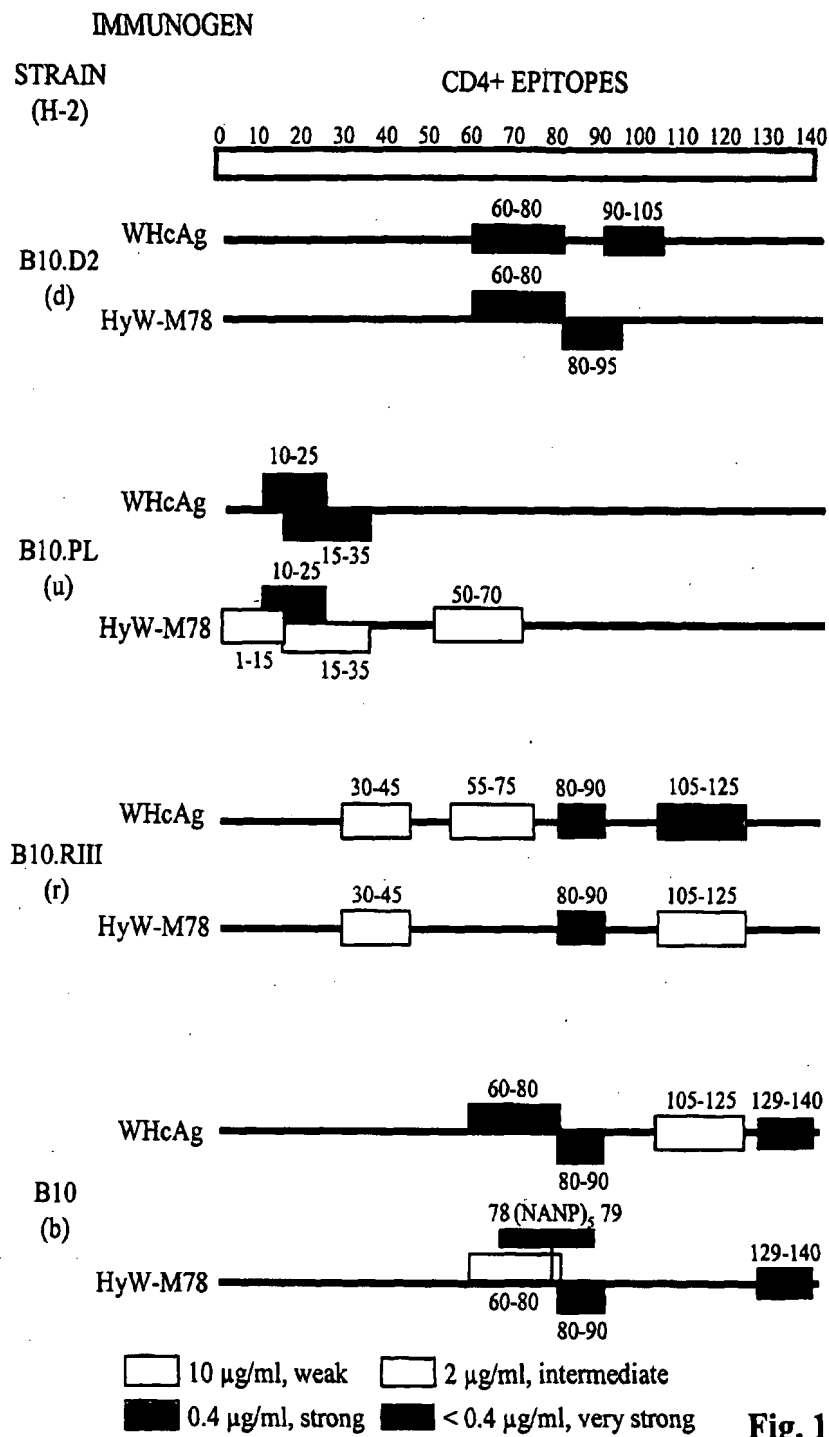 IMMUNOGEN
STRAIN
(H-2)
CD4+ EPITOPES
0 10 20 30 40 50 60 70 80 90 100 110 120 130 140
B10.D2
(d)
WHcAg
60-80
90-105
HyW-M78
60-80
80-95
B10.PL
(u)
WHcAg
10-25
15-35
HyW-M78
10-25
50-70
1-15
15-35
B10.RIII
(r)
WHcAg
30-45
55-75
80-90
105-125
HyW-M78
30-45
80-90
105-125
B10
(b)
WHcAg
60-80
105-125
129-140
80-90
78 (NANP)5 79
HyW-M78
129-140
60-80
80-90
10 µg/ml, weak
2 µg/ml, intermediate
0.4 µg/ml, strong
< 0.4 µg/ml, very strong
Fig. 1